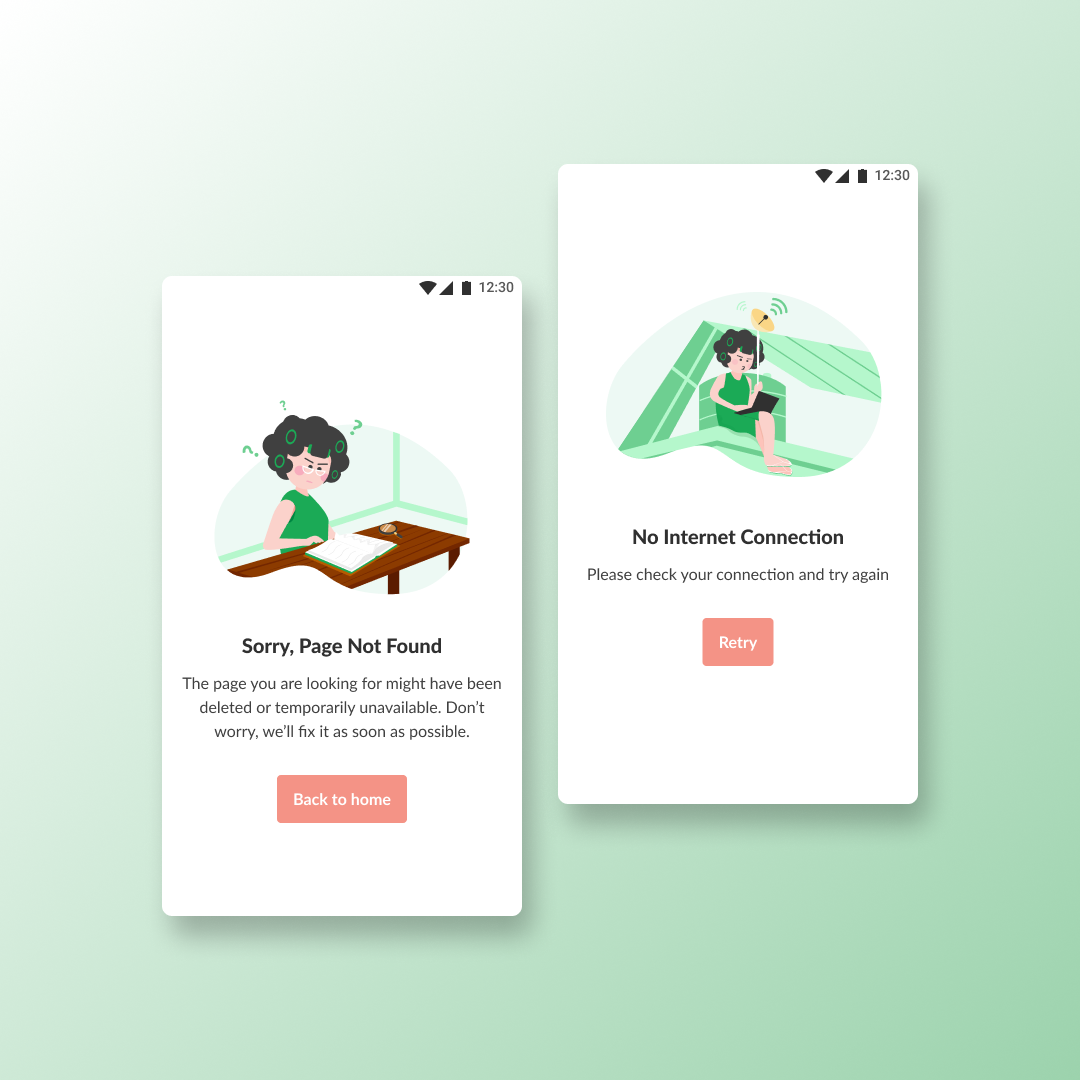 12:30
?
?
?
Sorry, Page Not Found
The page you are looking for might have been
deleted or temporarily unavailable. Don’t
worry, we’ll fix it as soon as possible.
Back to home
12:30
No Internet Connection
Please check your connection and try again
Retry